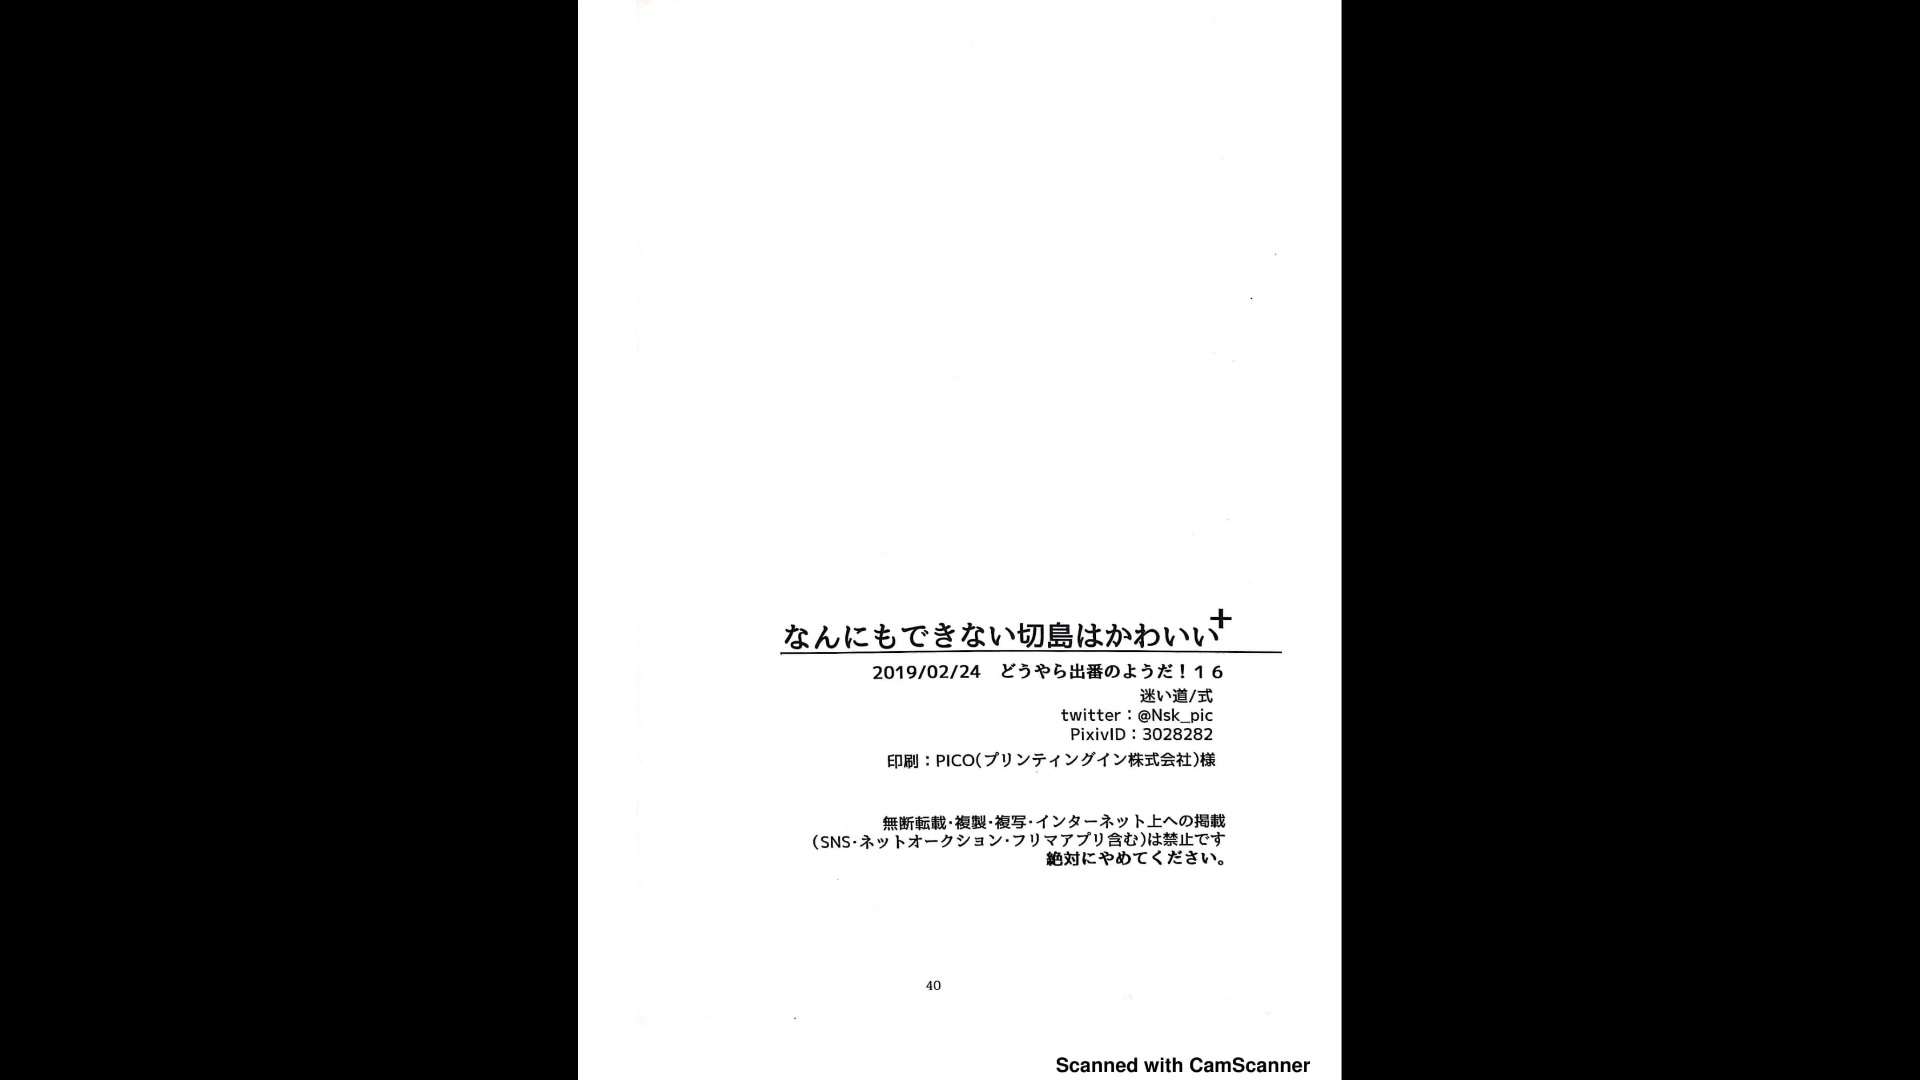 なんにもできない切島はかわいい+
2019/02/24　どうやら出番のようだ！１６
迷い道/式
twitter：@Nsk_pic
PixivID：3028282
印刷：PICO(プリンティングイン株式会社)様
無断転載･複製･複写･インターネット上への掲載
（SNS･ネットオークション･フリマアプリ含む)は禁止です
絶対にやめてください。
40
Scanned with CamScanner